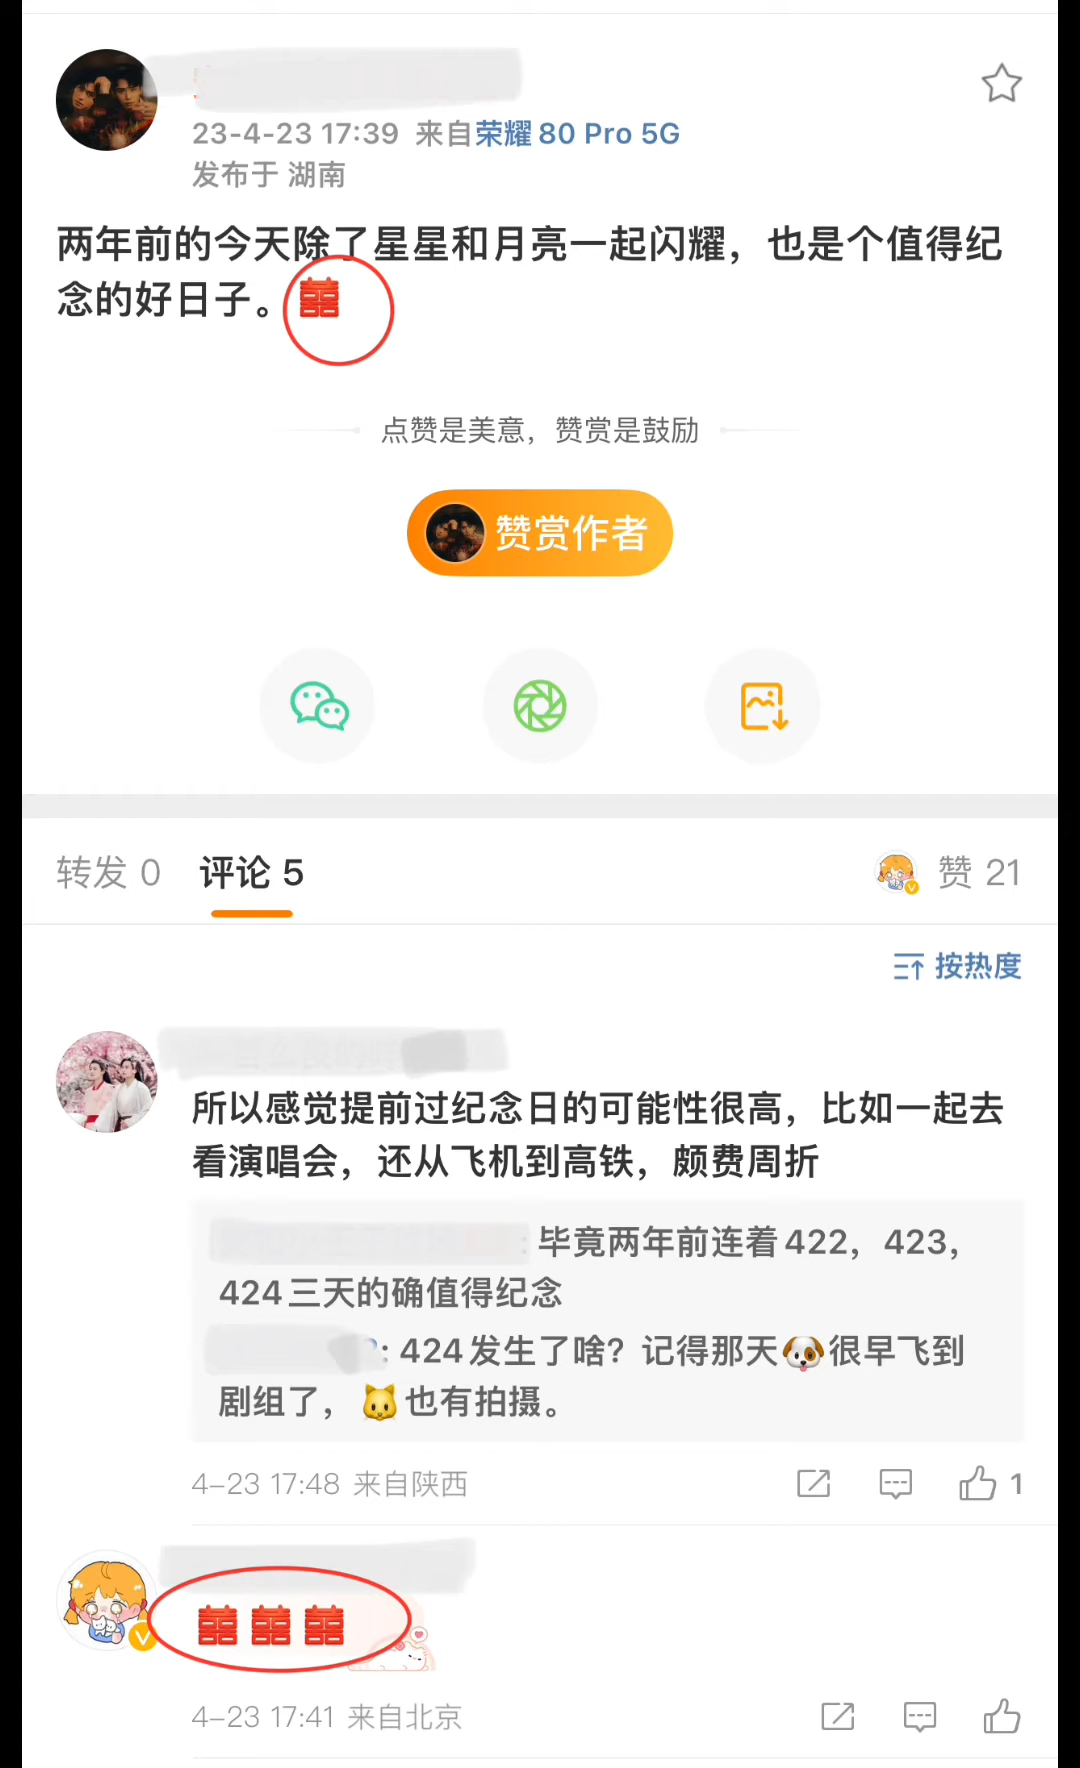 23-4-23 17:39 来自荣耀80 Pro 5G
发布于 湖南
两年前的今天除了星星和月亮一起闪耀，也是个值得纪
念的好日子。囍
点赞是美意，赞赏是鼓励
赞赏作者
转发 0 评论 5 赞 21
按热度
所以感觉提前过纪念日的可能性很高，比如一起去
看演唱会，还从飞机到高铁，颇费周折
: 毕竟两年前连着422，423，
424三天的确值得纪念
: 424发生了啥？记得那天🐶很早飞到
剧组了，🐱也有拍摄。
4-23 17:48 来自陕西 1
囍囍囍
4-23 17:41 来自北京